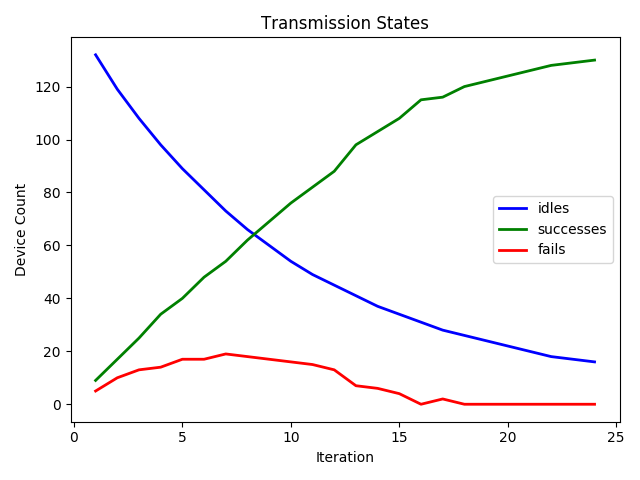 Transmission States
Device Count
120
100
80
60
40
20
0
idles
successes
fails
0 5 10 15 20 25
Iteration